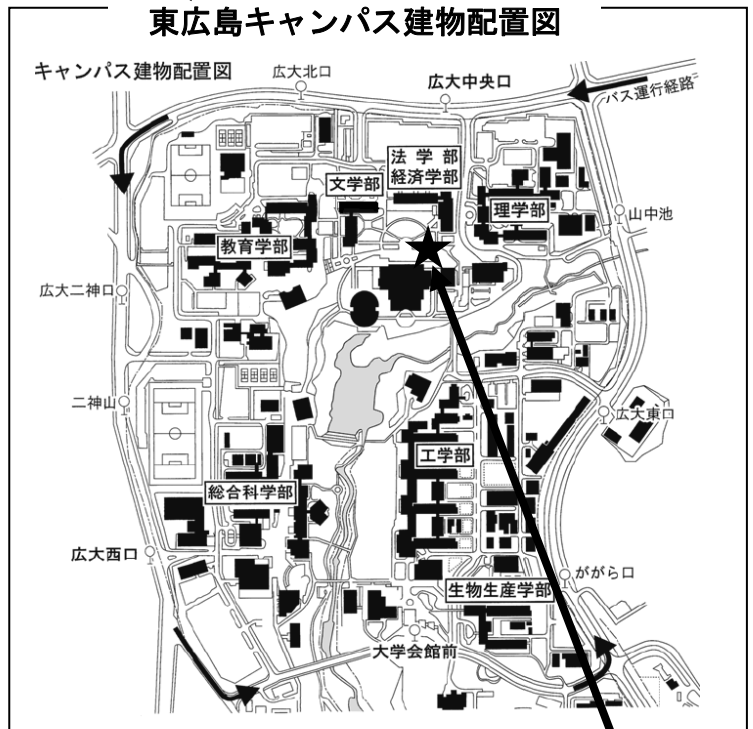 東広島キャンパス建物配置図
キャンパス建物配置図
広大北口
広大中央口
バス運行経路
法学部
経済学部
文学部
理学部
山中池
教育学部
広大二神口
二神山
広大東口
工学部
総合科学部
広大西口
ががら口
生物生産学部
大学会館前